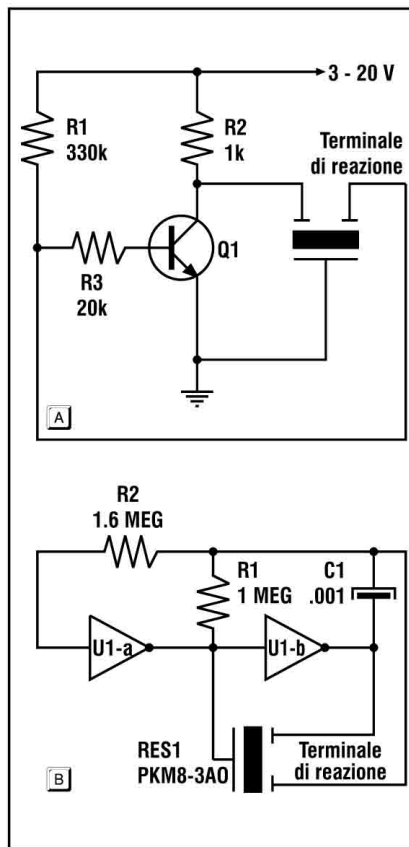 3 - 20 V
R1
330k
R2
1k
Terminale
di reazione
R3
20k
Q1
A
R2
1.6 MEG
R1
1 MEG
C1
.001
U1-a
U1-b
RES1
PKM8-3AO
Terminale
di reazione
B